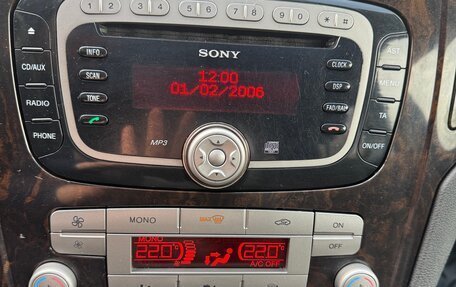 1 2 3 4 5 6 7 8 9 0 * #
SONY
INFO
CLOCK
AST
CD/AUX
SCAN
12:00
DSP
MENU
RADIO
TONE
01/02/2006
FAD/BAL
TA
PHONE
MP3
ON/OFF
MONO
MAX
ON
OFF
MONO
22.0°C
22.0°C
A/C OFF